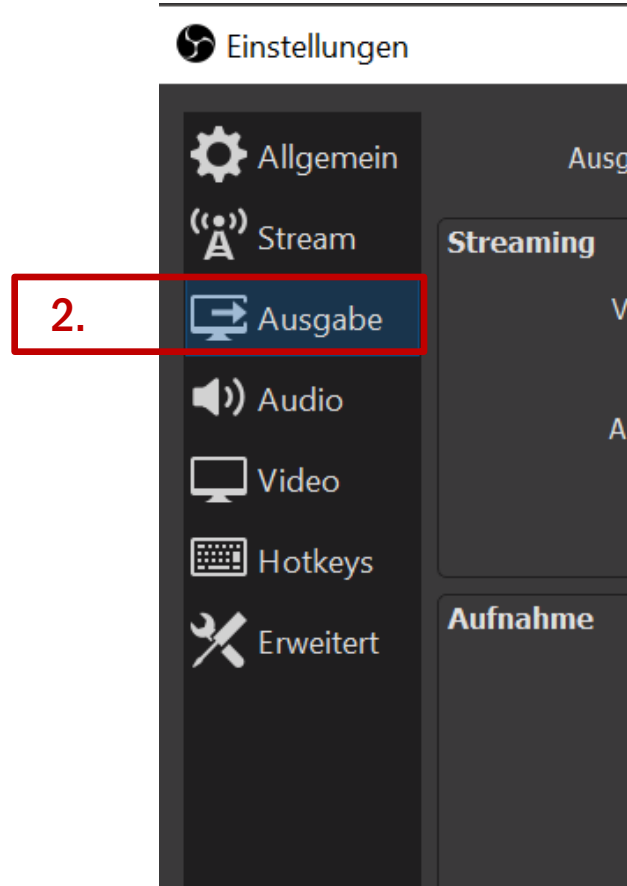 Einstellungen
Allgemein
Stream
2.
Ausgabe
Audio
Video
Hotkeys
Erweitert
Ausg
Streaming
V
A
Aufnahme